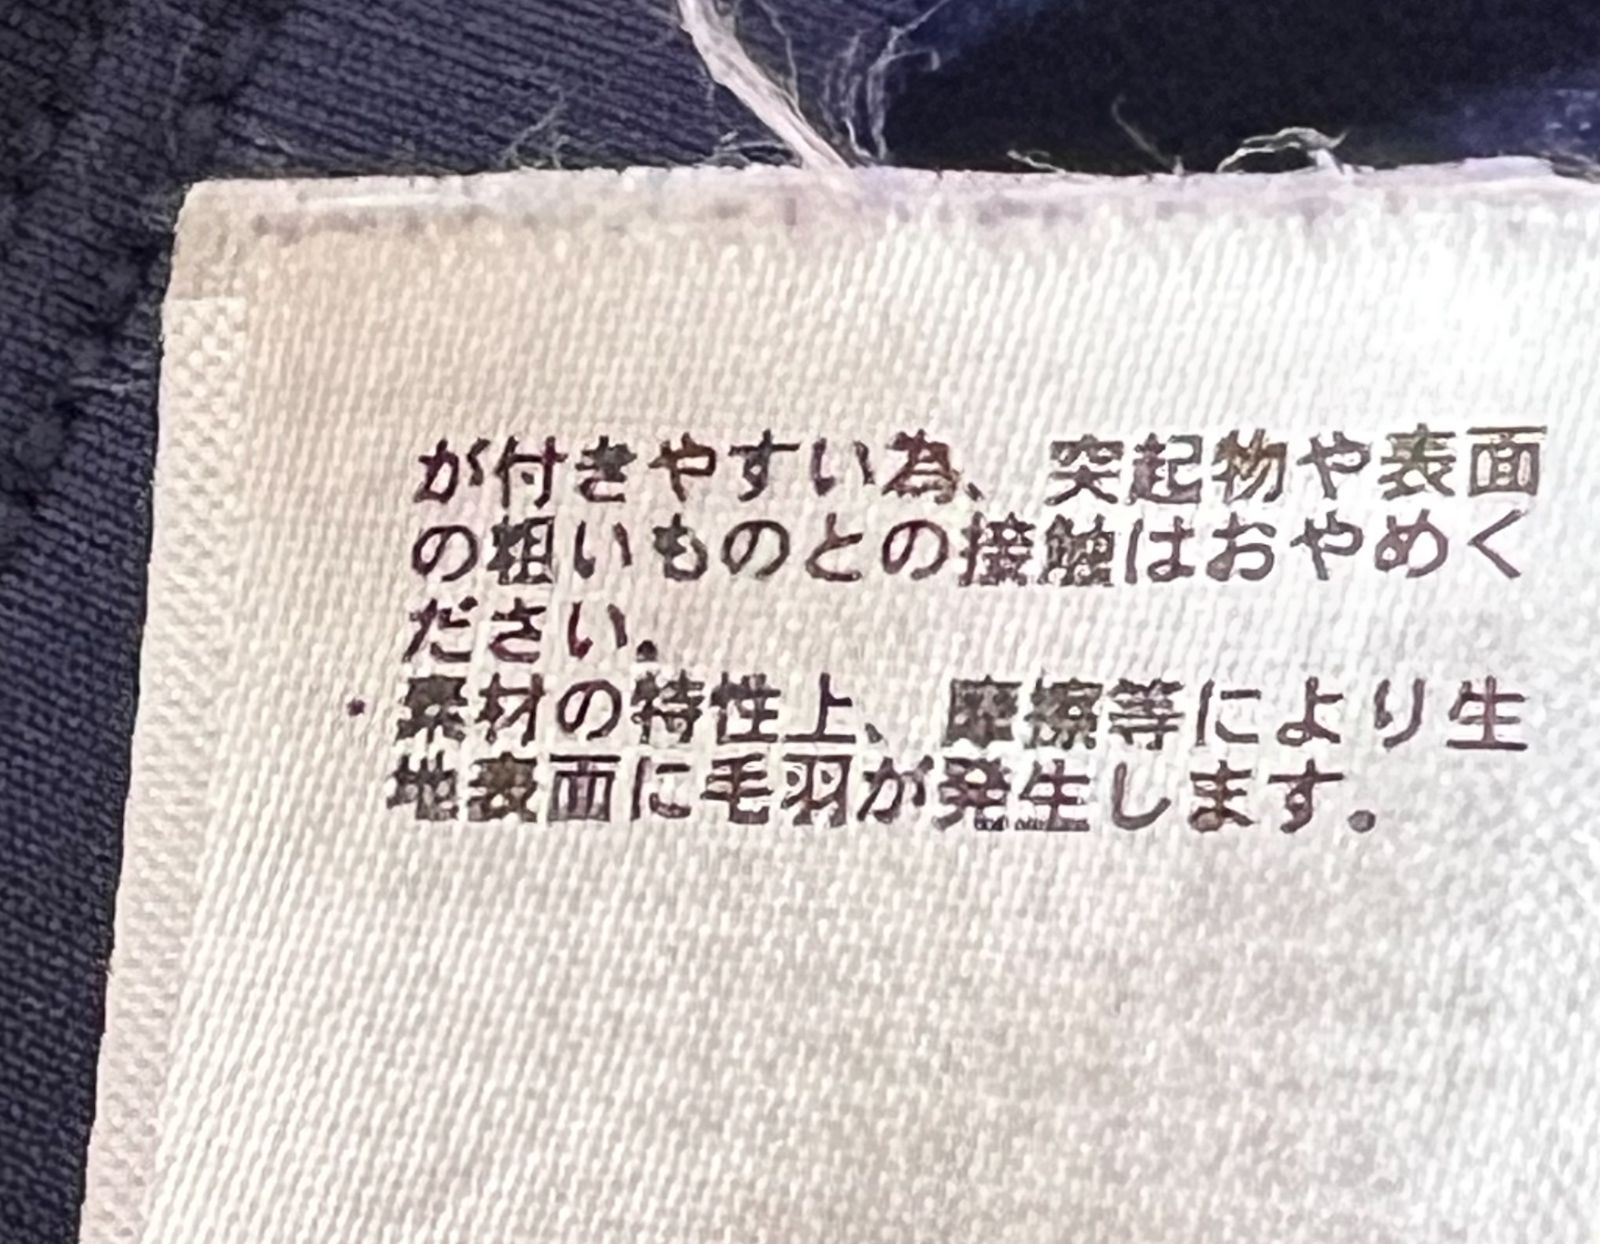 が付きやすい為、突起物や表面
の粗いものとの接触はおやめく
ださい。
・素材の特性上、摩擦等により生
地表面に毛羽が発生します。